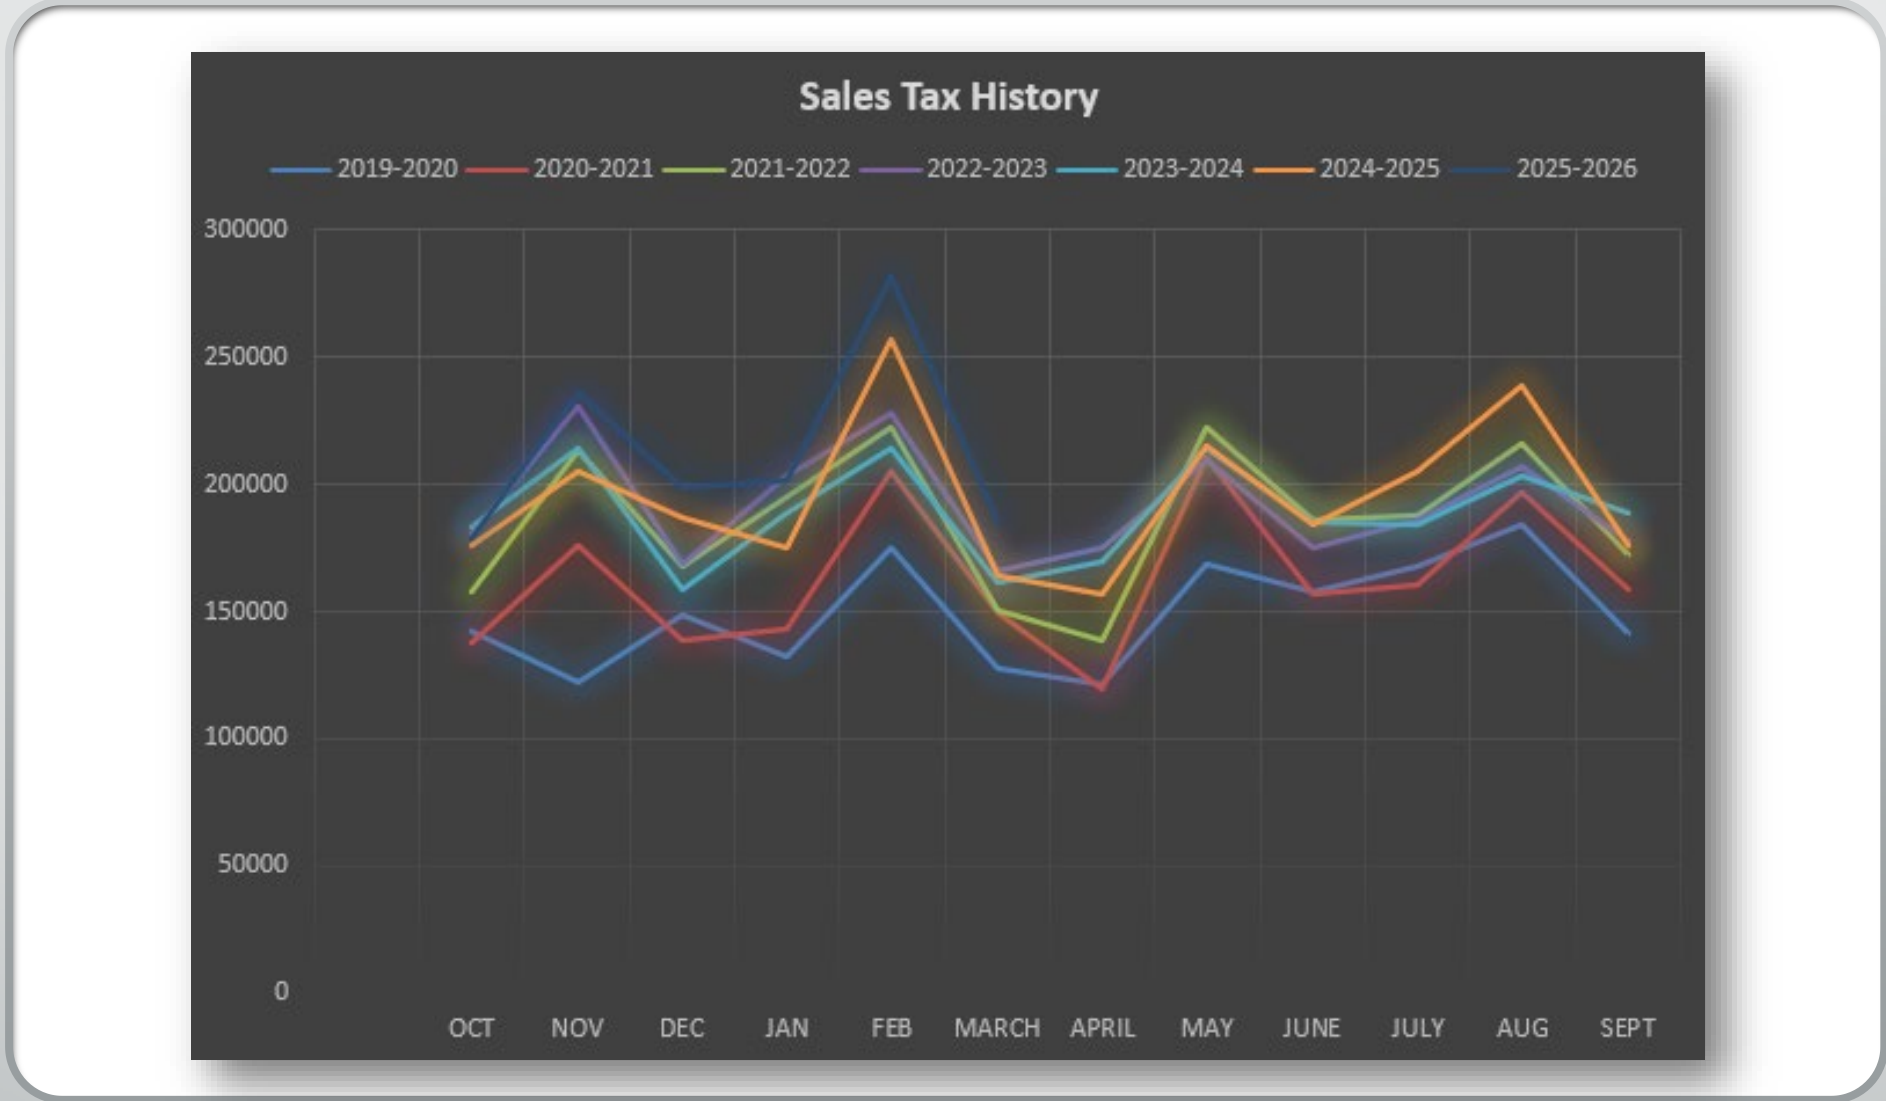 Sales Tax History
2019-2020 2020-2021 2021-2022 2022-2023 2023-2024 2024-2025 2025-2026
300000
250000
200000
150000
100000
50000
0
OCT NOV DEC JAN FEB MARCH APRIL MAY JUNE JULY AUG SEPT